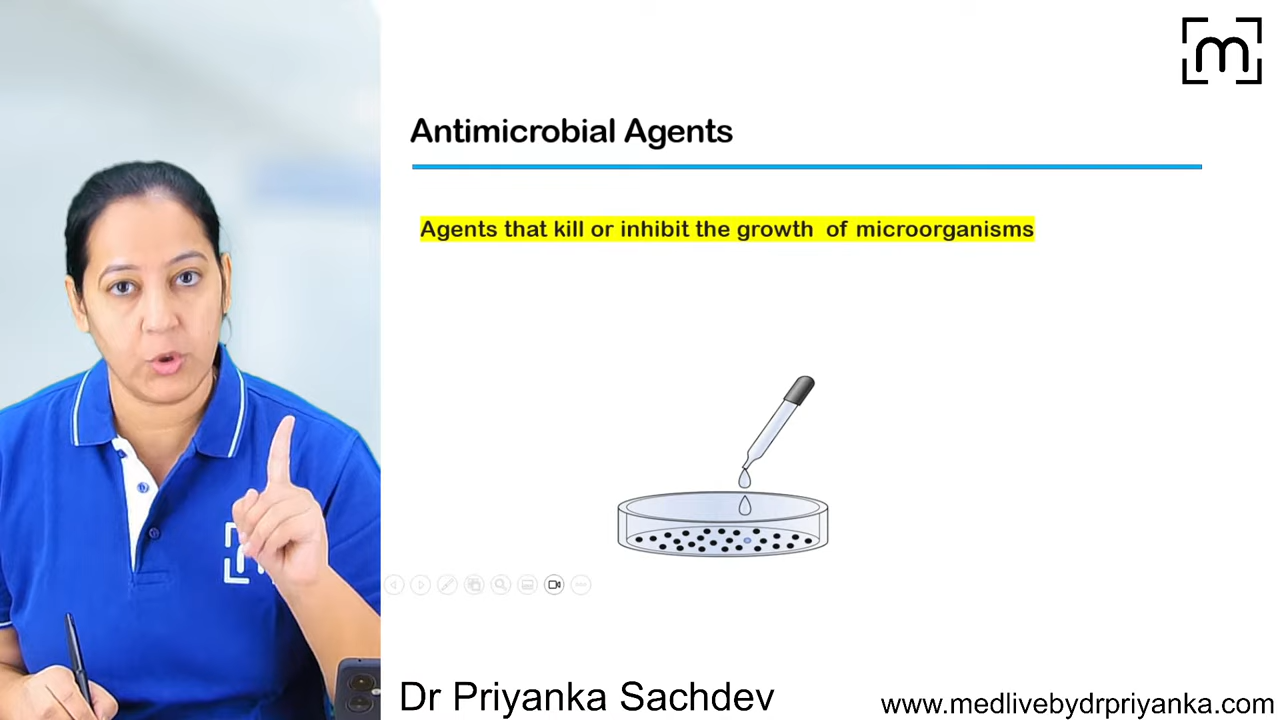 m
Antimicrobial Agents
Agents that kill or inhibit the growth of microorganisms
m
Dr Priyanka Sachdev
www.medlivebydrpriyanka.com